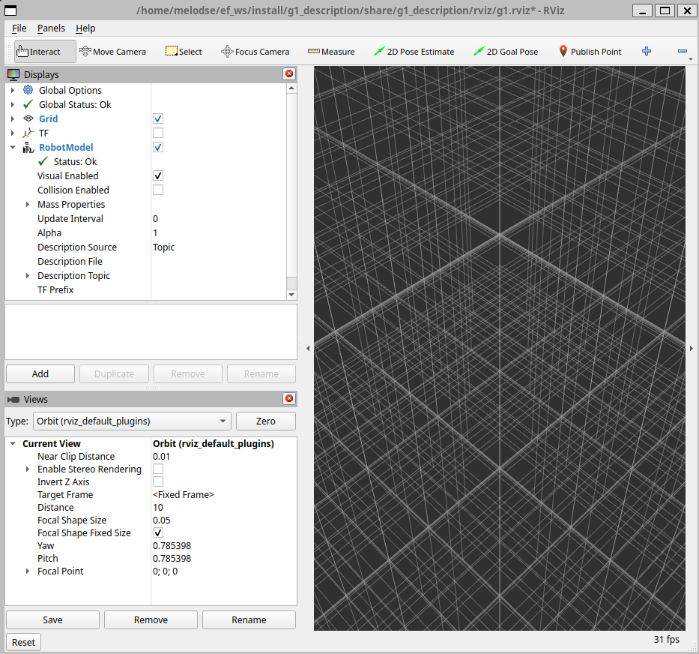 /home/melodse/ef_ws/install/g1_description/share/g1_description/rviz/g1.rviz* - RViz
File Panels Help
Interact Move Camera Select Focus Camera Measure 2D Pose Estimate 2D Goal Pose Publish Point
Displays
Global Options
Global Status: Ok
Grid
TF
RobotModel
Status: Ok
Visual Enabled
Collision Enabled
Mass Properties
Update Interval 0
Alpha 1
Description Source Topic
Description File
Description Topic
TF Prefix
Add Duplicate Remove Rename
Views
Type: Orbit (rviz_default_plugins) Zero
Current View Orbit (rviz_default_plugins)
Near Clip Distance 0.01
Enable Stereo Rendering
Invert Z Axis
Target Frame <Fixed Frame>
Distance 10
Focal Shape Size 0.05
Focal Shape Fixed Size
Yaw 0.785398
Pitch 0.785398
Focal Point 0; 0; 0
Save Remove Rename
Reset 31 fps